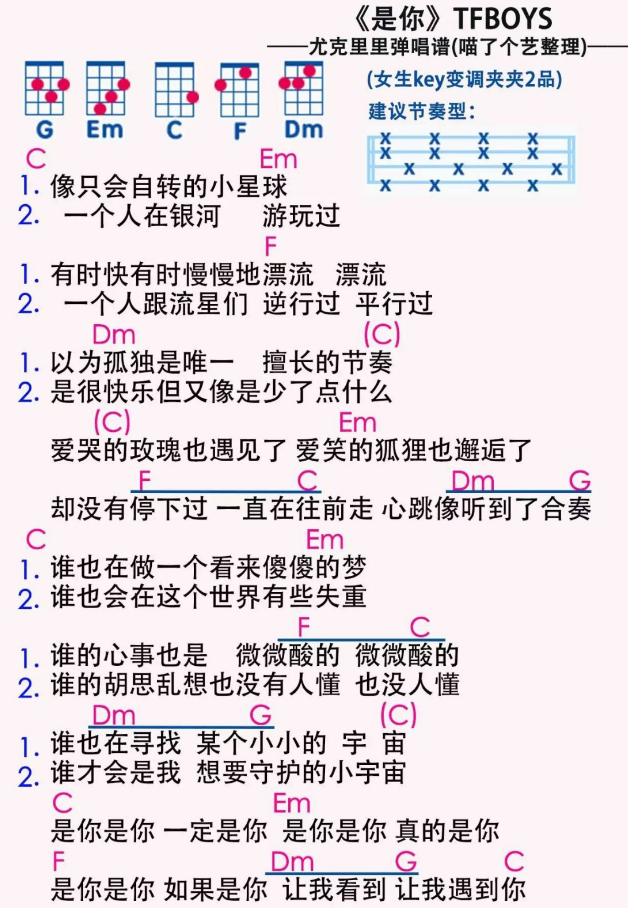 《是你》TFBOYS
——尤克里里弹唱谱(喵了个艺整理)——
(女生key变调夹夹2品)
建议节奏型：
G Em C F Dm
X X X X
X X X X
X X X X
X X X X
C Em
1. 像只会自转的小星球
2. 一个人在银河 游玩过
F
1. 有时快有时慢慢地漂流 漂流
2. 一个人跟流星们 逆行过 平行过
Dm (C)
1. 以为孤独是唯一 擅长的节奏
2. 是很快乐但又像是少了点什么
(C) Em
爱哭的玫瑰也遇见了 爱笑的狐狸也邂逅了
F C Dm G
却没有停下过 一直在往前走 心跳像听到了合奏
C Em
1. 谁也在做一个看来傻傻的梦
2. 谁也会在这个世界有些失重
F C
1. 谁的心事也是 微微酸的 微微酸的
2. 谁的胡思乱想也没有人懂 也没人懂
Dm G (C)
1. 谁也在寻找 某个小小的 宇 宙
2. 谁才会是我 想要守护的小宇宙
C Em
是你是你 一定是你 是你是你 真的是你
F Dm G C
是你是你 如果是你 让我看到 让我遇到你